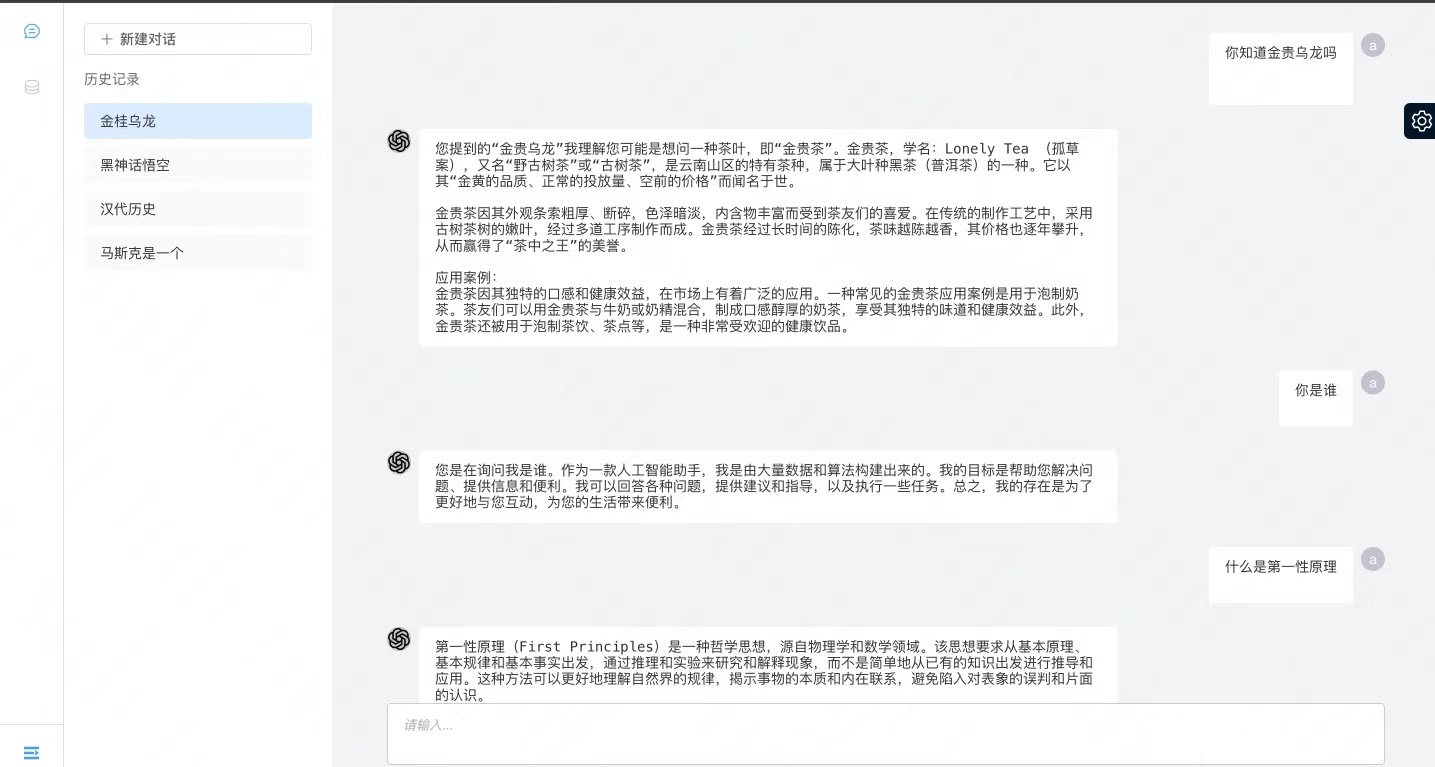 新建对话
历史记录
金桂乌龙
黑神话悟空
汉代历史
马斯克是一个
你知道金贵乌龙吗
a
您提到的“金贵乌龙”我理解您可能是想问一种茶叶，即“金贵茶”。金贵茶，学名：Lonely Tea （孤草
案），又名“野古树茶”或“古树茶”，是云南山区的特有茶种，属于大叶种黑茶（普洱茶）的一种。它以
其“金黄的品质、正常的投放量、空前的价格”而闻名于世。
金贵茶因其外观条索粗厚、断碎，色泽暗淡，内含物丰富而受到茶友们的喜爱。在传统的制作工艺中，采用
古树茶树的嫩叶，经过多道工序制作而成。金贵茶经过长时间的陈化，茶味越陈越香，其价格也逐年攀升，
从而赢得了“茶中之王”的美誉。
应用案例：
金贵茶因其独特的口感和健康效益，在市场上有着广泛的应用。一种常见的金贵茶应用案例是用于泡制奶
茶。茶友们可以用金贵茶与牛奶或奶精混合，制成口感醇厚的奶茶，享受其独特的味道和健康效益。此外，
金贵茶还被用于泡制茶饮、茶点等，是一种非常受欢迎的健康饮品。
你是谁
a
您是在询问我是谁。作为一款人工智能助手，我是由大量数据和算法构建出来的。我的目标是帮助您解决问
题、提供信息和便利。我可以回答各种问题，提供建议和指导，以及执行一些任务。总之，我的存在是为了
更好地与您互动，为您的生活带来便利。
什么是第一性原理
a
第一性原理（First Principles）是一种哲学思想，源自物理学和数学领域。该思想要求从基本原理、
基本规律和基本事实出发，通过推理和实验来研究和解释现象，而不是简单地从已有的知识出发进行推导和
应用。这种方法可以更好地理解自然界的规律，揭示事物的本质和内在联系，避免陷入对表象的误判和片面
的认识。
请输入...